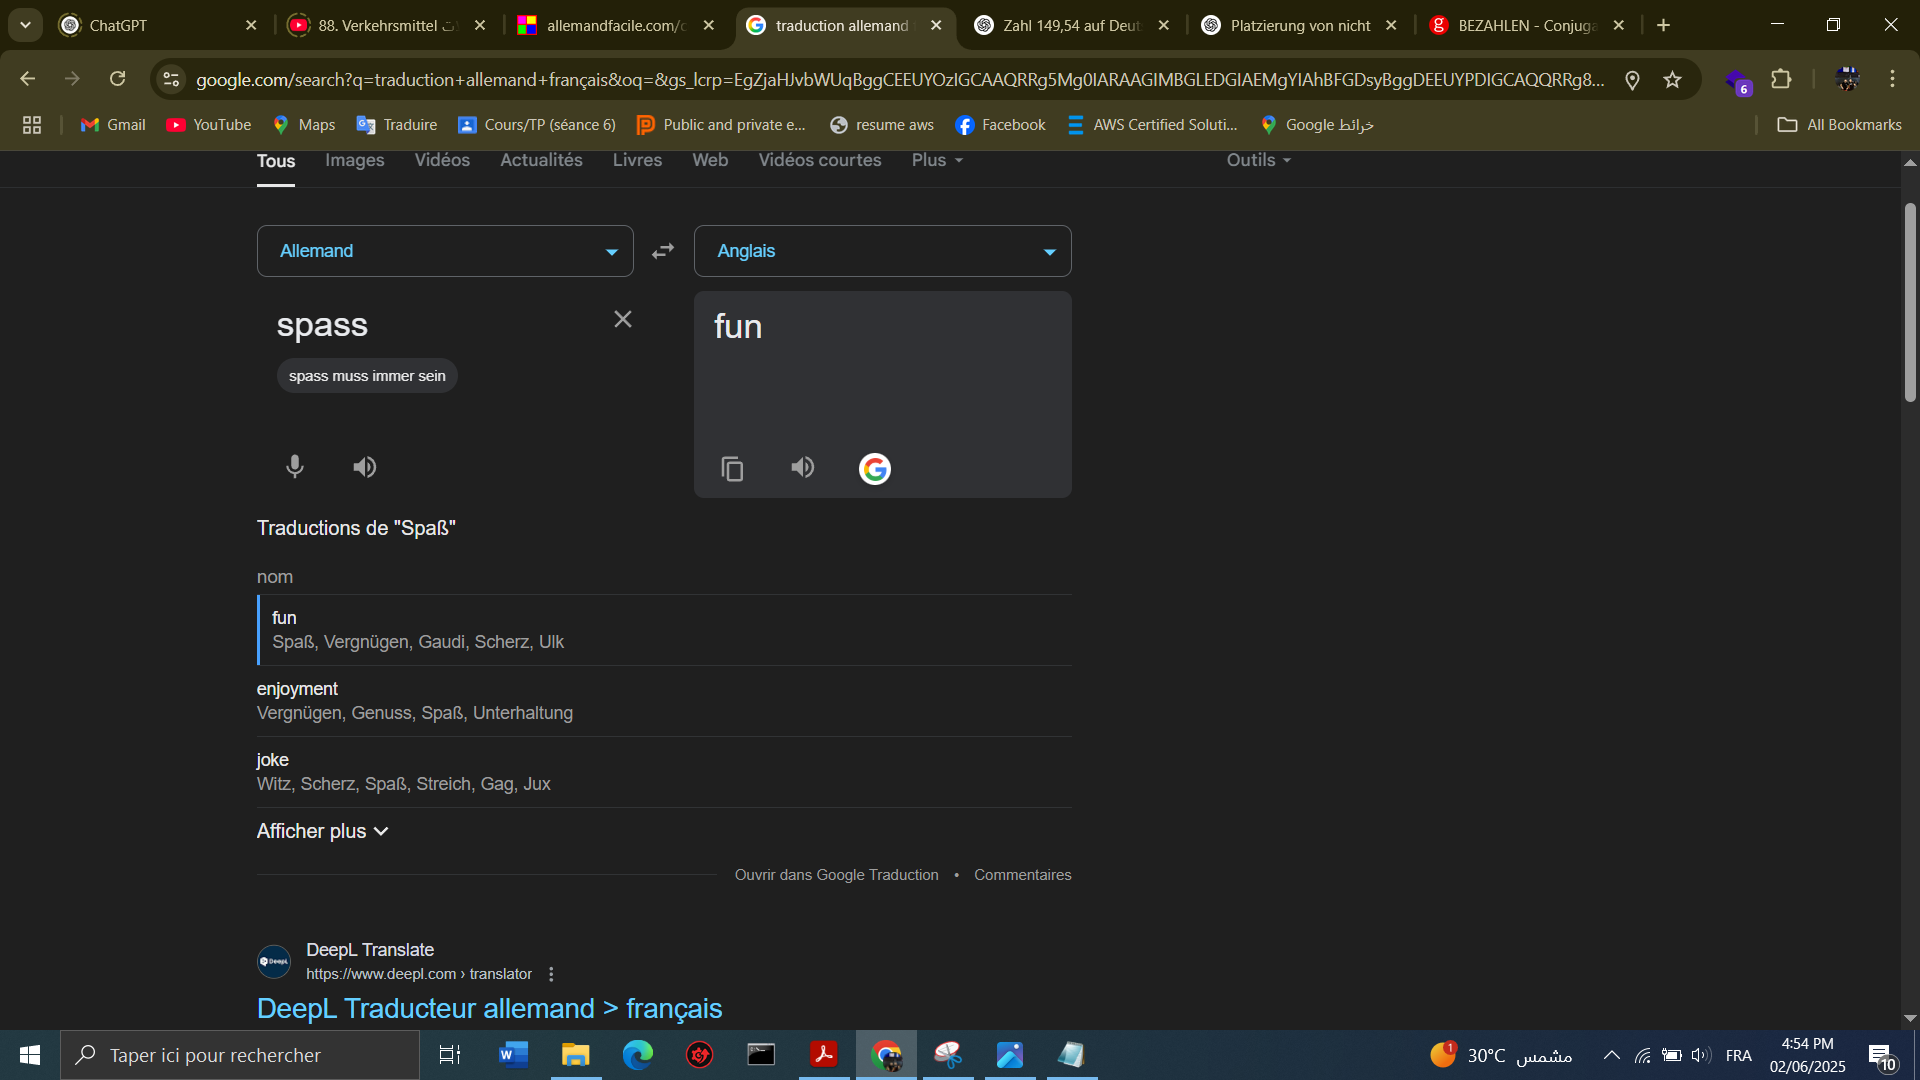 ChatGPT
88. Verkehrsmittel
allemandfacile.com/c
traduction allemand
Zahl 149,54 auf Deut
Platzierung von nicht
BEZAHLEN - Conjuga
google.com/search?q=traduction+allemand+français&oq=&gs_lcrp=EgZjaHJvbWUqBggCEEUYOzIGCAAQRRg5Mg0IARAAGIMBGLEDGIAEMgYIAhBFGDsyBggDEEUYPDIGCAQQRRg8...
6
Gmail
YouTube
Maps
Traduire
Cours/TP (séance 6)
Public and private e...
resume aws
Facebook
AWS Certified Soluti...
خرائط Google
All Bookmarks
Tous
Images
Vidéos
Actualités
Livres
Web
Vidéos courtes
Plus
Outils
Allemand
Anglais
spass
fun
spass muss immer sein
Traductions de "Spaß"
nom
fun
Spaß, Vergnügen, Gaudi, Scherz, Ulk
enjoyment
Vergnügen, Genuss, Spaß, Unterhaltung
joke
Witz, Scherz, Spaß, Streich, Gag, Jux
Afficher plus
Ouvrir dans Google Traduction • Commentaires
DeepL
DeepL Translate
https://www.deepl.com › translator
DeepL Traducteur allemand > français
Taper ici pour rechercher
1
30°C مشمس
FRA
4:54 PM
02/06/2025
10